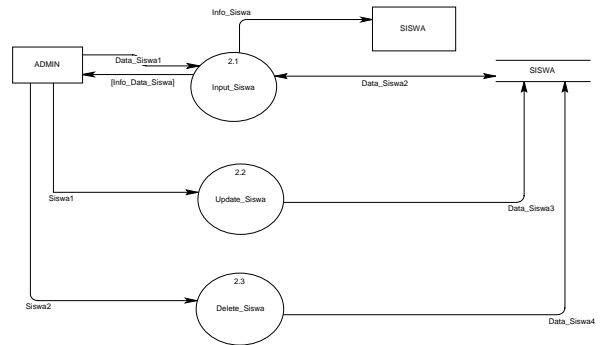 Info_Siswa
SISWA
ADMIN
Data_Siswa1
[Info_Data_Siswa]
2.1
Input_Siswa
Data_Siswa2
SISWA
2.2
Update_Siswa
Siswa1
Data_Siswa3
2.3
Delete_Siswa
Siswa2
Data_Siswa4